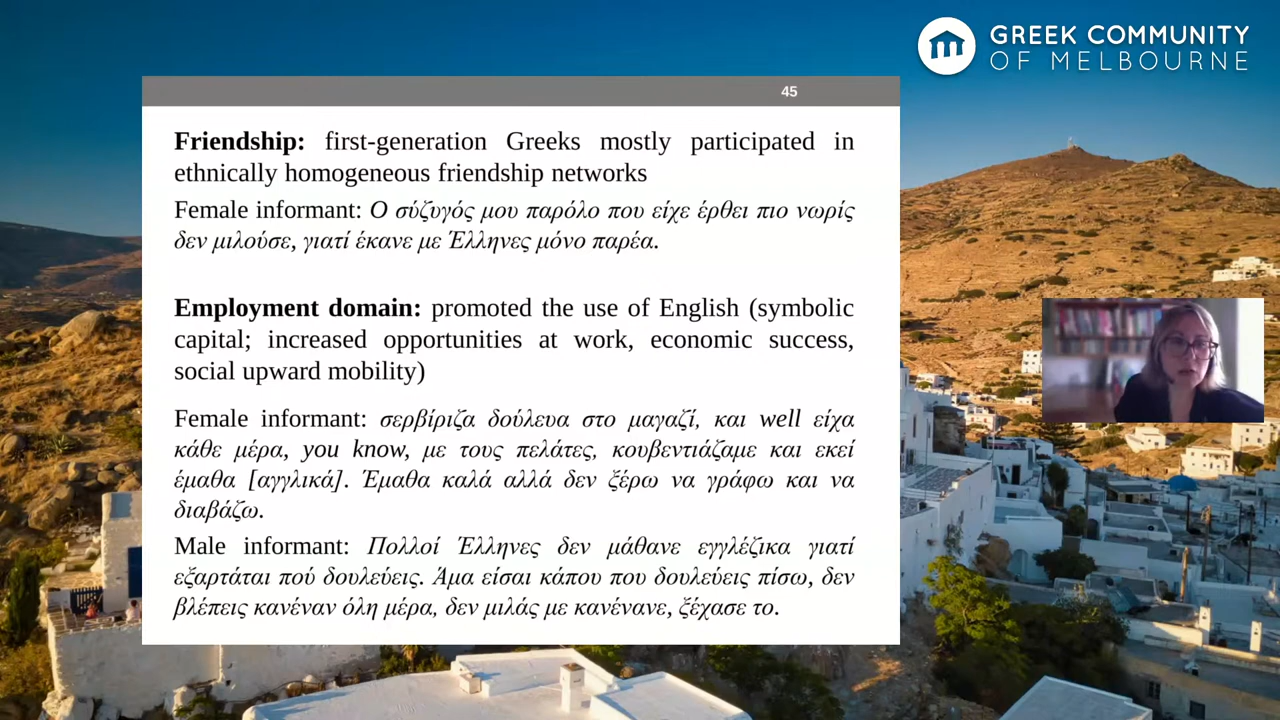 GREEK COMMUNITY
OF MELBOURNE
45
Friendship: first-generation Greeks mostly participated in
ethnically homogeneous friendship networks
Female informant: Ο σύζυγός μου παρόλο που είχε έρθει πιο νωρίς
δεν μιλούσε, γιατί έκανε με Έλληνες μόνο παρέα.
Employment domain: promoted the use of English (symbolic
capital; increased opportunities at work, economic success,
social upward mobility)
Female informant: σερβίριζα δούλευα στο μαγαζί, και well είχα
κάθε μέρα, you know, με τους πελάτες, κουβεντιάζαμε και εκεί
έμαθα [αγγλικά]. Έμαθα καλά αλλά δεν ξέρω να γράφω και να
διαβάζω.
Male informant: Πολλοί Έλληνες δεν μάθανε εγγλέζικα γιατί
εξαρτάται πού δουλεύεις. Άμα είσαι κάπου που δουλεύεις πίσω, δεν
βλέπεις κανέναν όλη μέρα, δεν μιλάς με κανένανε, ξέχασε το.